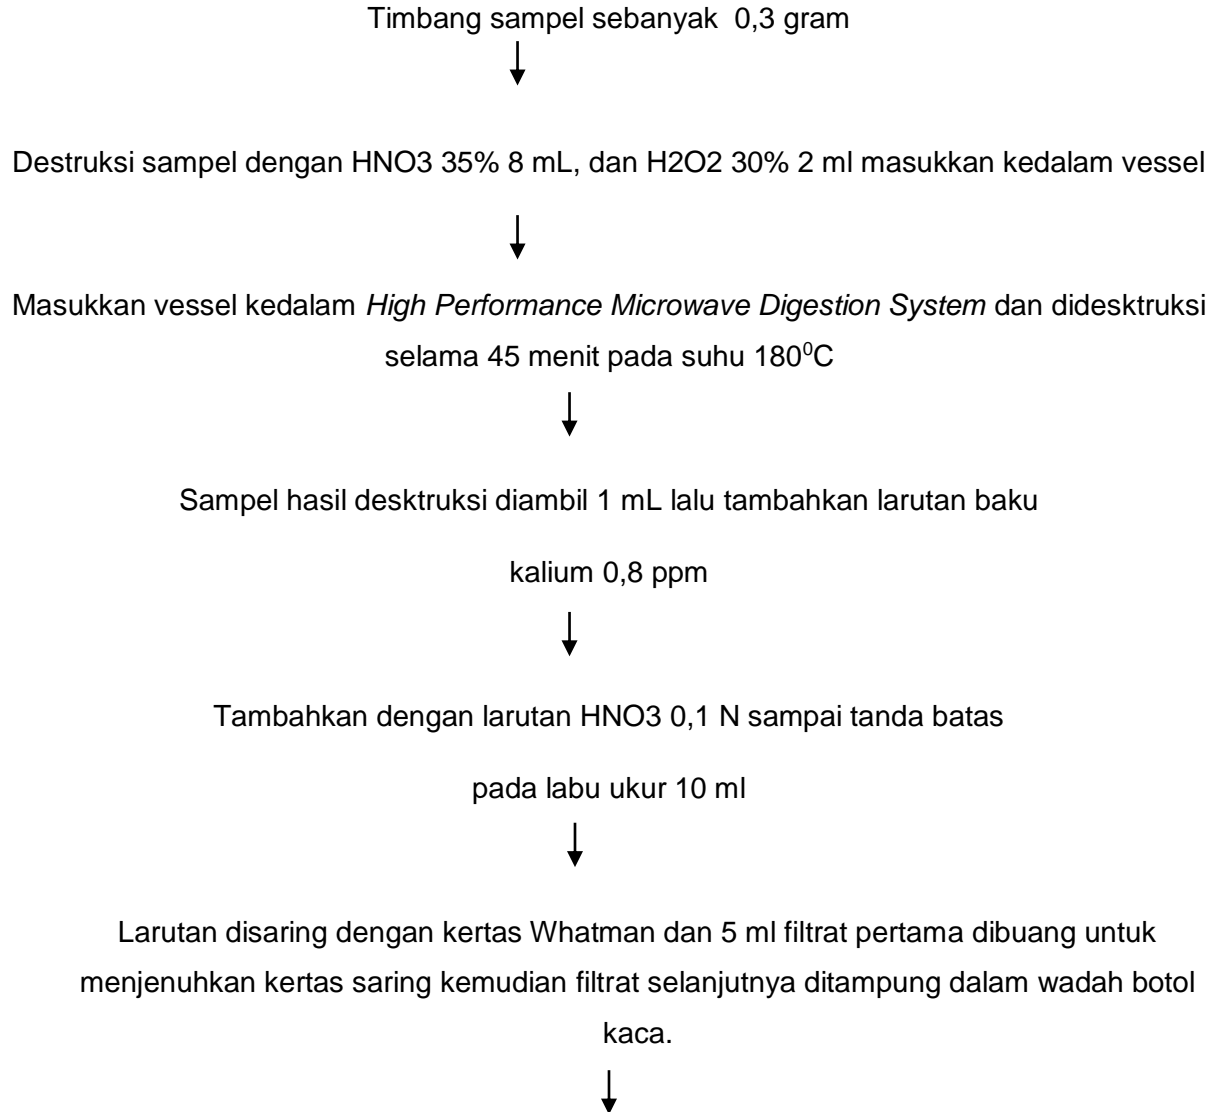 Timbang sampel sebanyak  0,3 gram
Destruksi sampel dengan HNO3 35% 8 mL, dan H2O2 30% 2 ml masukkan kedalam vessel
Masukkan vessel kedalam High Performance Microwave Digestion System dan didesktruksi
selama 45 menit pada suhu 180⁰C
Sampel hasil desktruksi diambil 1 mL lalu tambahkan larutan baku
kalium 0,8 ppm
Tambahkan dengan larutan HNO3 0,1 N sampai tanda batas
pada labu ukur 10 ml
Larutan disaring dengan kertas Whatman dan 5 ml filtrat pertama dibuang untuk
menjenuhkan kertas saring kemudian filtrat selanjutnya ditampung dalam wadah botol
kaca.